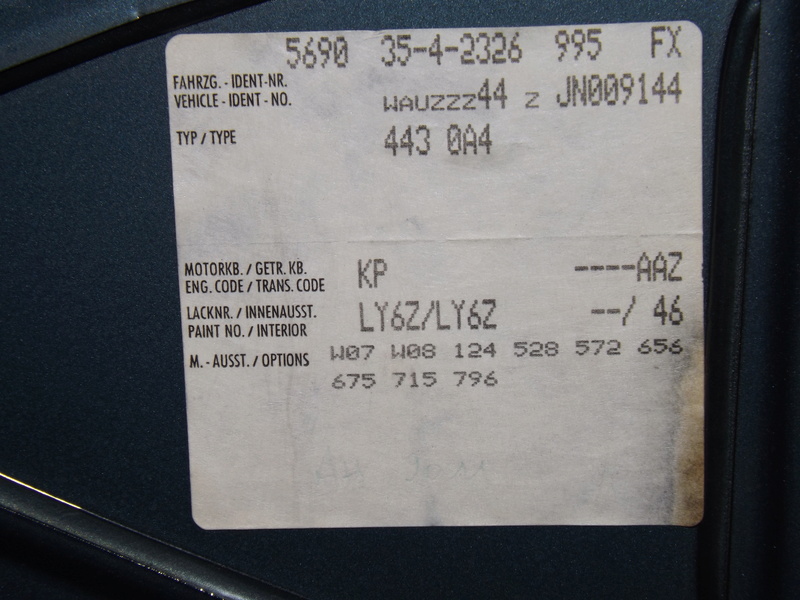 5690 35-4-2326 995 FX
FAHRZG. - IDENT-NR.
VEHICLE - IDENT - NO. WAUZZZ44 Z JN009144
TYP / TYPE 443 0A4
MOTORKB. / GETR. KB.
ENG. CODE / TRANS. CODE KP ----AAZ
LACKNR. / INNENAUSST.
PAINT NO. / INTERIOR LY6Z/LY6Z --/ 46
M. - AUSST. / OPTIONS W07 W08 124 528 572 656
675 715 796